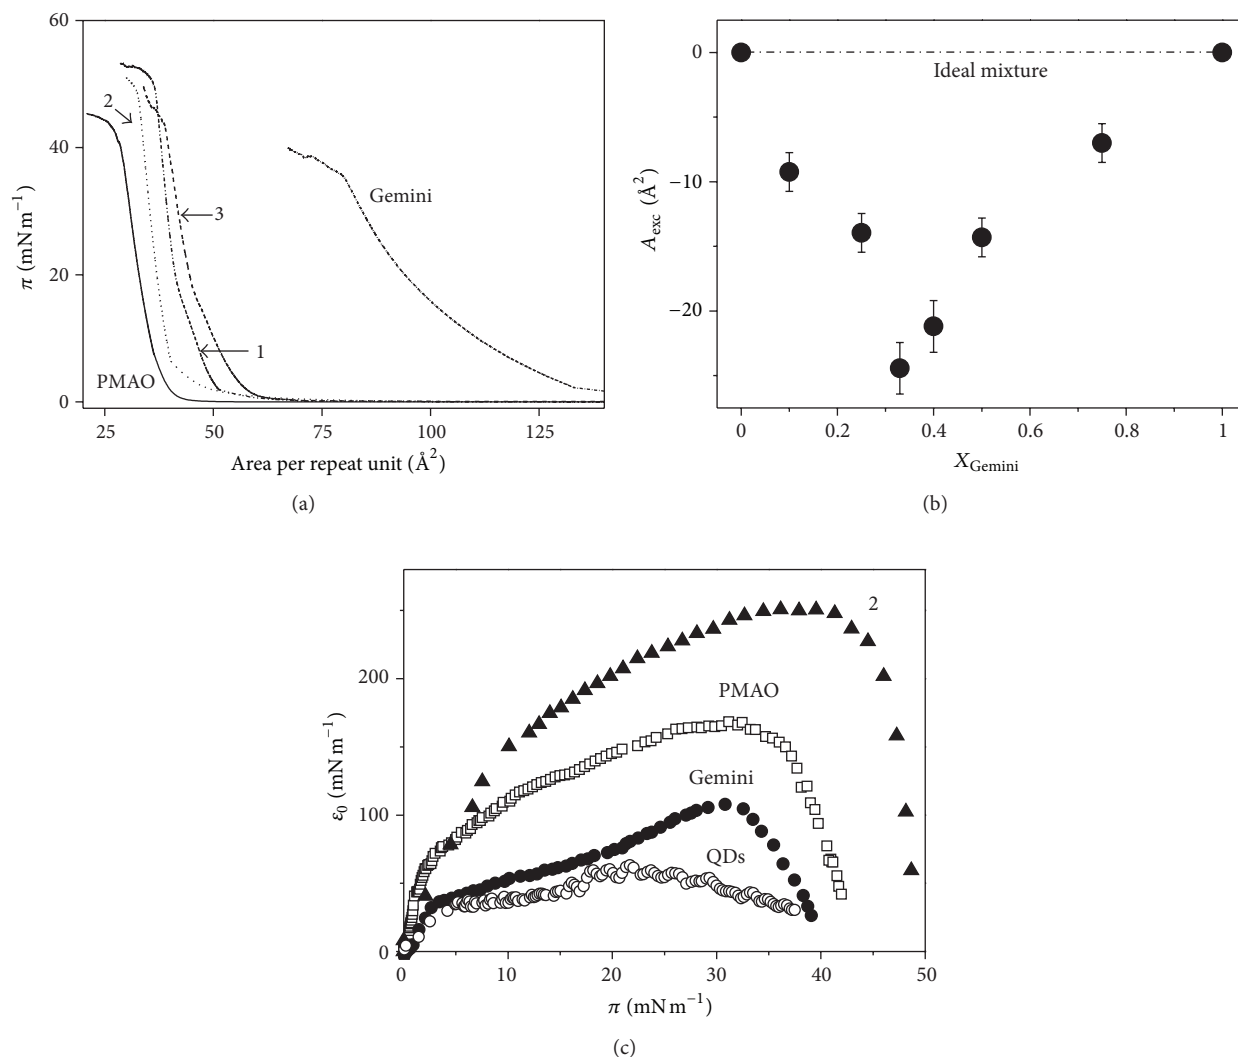 60
40
20
0
π (mN m⁻¹)
2
3
1
Gemini
PMAO
25
50
75
100
125
Area per repeat unit (Å²)
(a)
0
−10
−20
A_exc (Å²)
Ideal mixture
0
0.2
0.4
0.6
0.8
1
X_Gemini
(b)
200
100
0
ε₀ (mN m⁻¹)
2
PMAO
Gemini
QDs
0
10
20
30
40
50
π (mN m⁻¹)
(c)